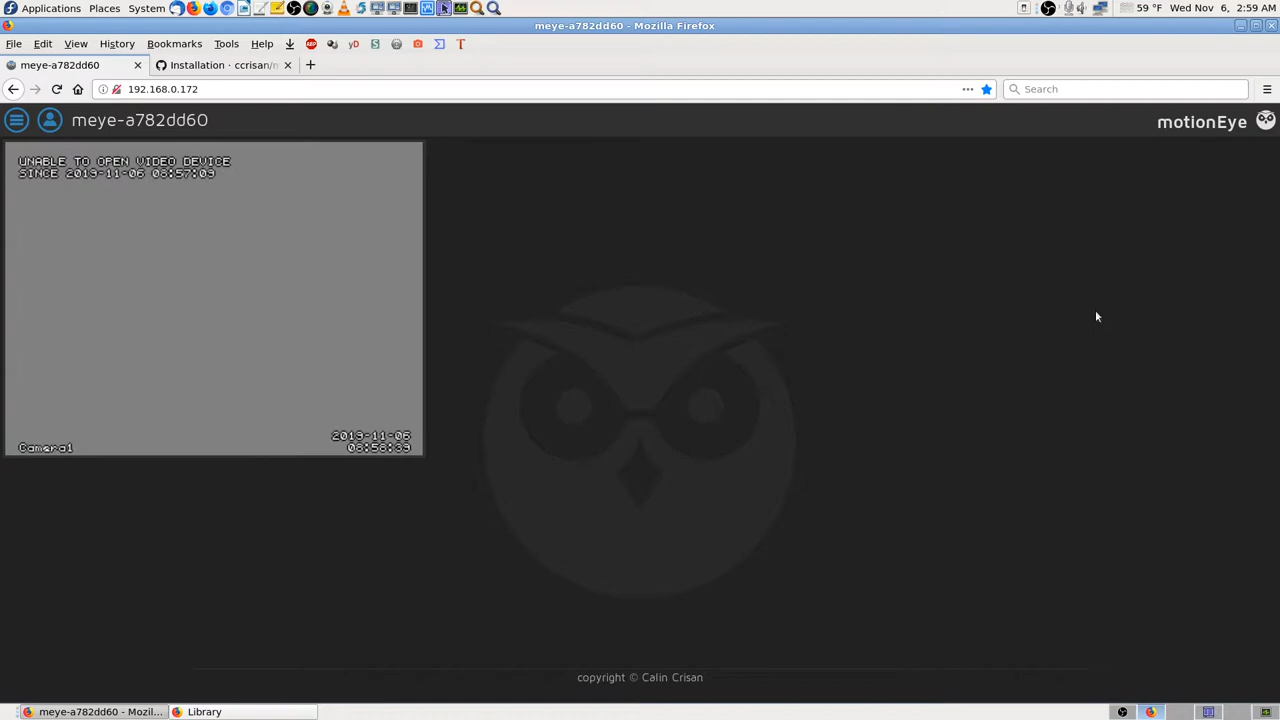 Applications Places System 59 °F Wed Nov 6, 2:59 AM
meye-a782dd60 - Mozilla Firefox
File Edit View History Bookmarks Tools Help ABP yD S T
meye-a782dd60 Installation · ccrisan/m
192.168.0.172 Search
meye-a782dd60 motionEye
UNABLE TO OPEN VIDEO DEVICE
SINCE 2019-11-06 08:57:09
2019-11-06
Camera1 08:58:39
copyright © Calin Crisan
meye-a782dd60 - Mozil... Library